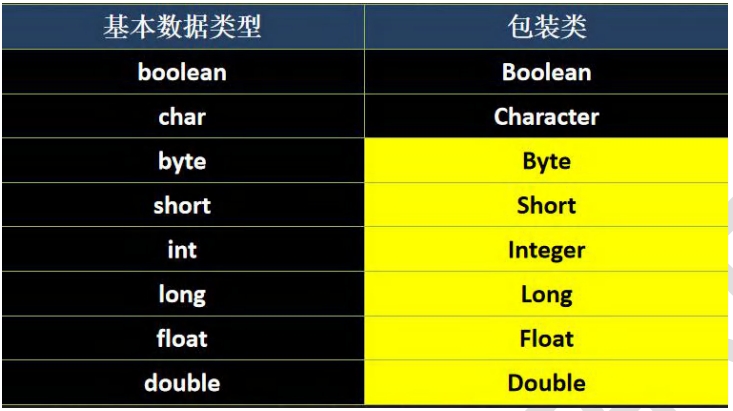 基本数据类型 包装类
boolean Boolean
char Character
byte Byte
short Short
int Integer
long Long
float Float
double Double